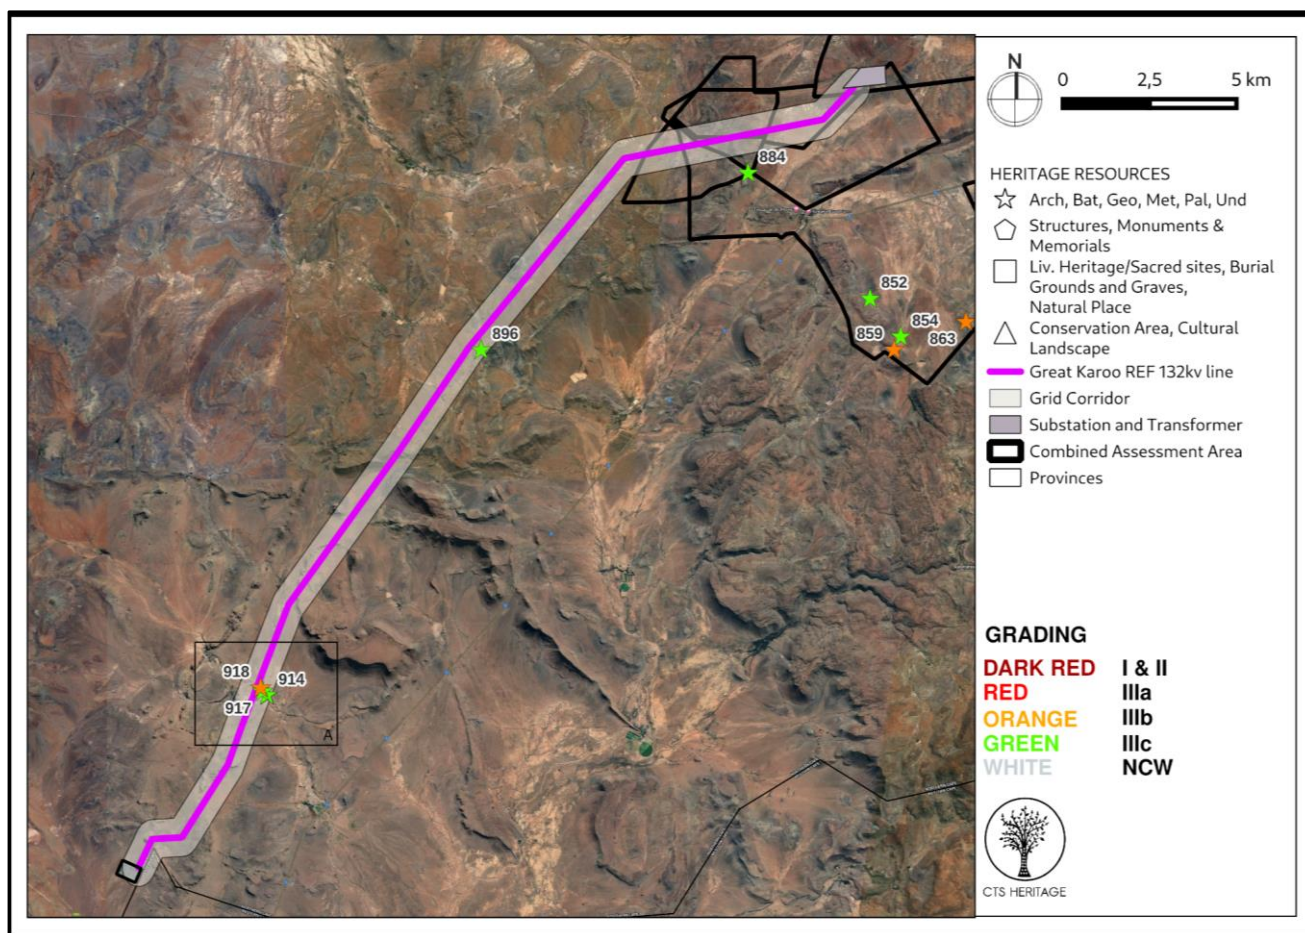 884
852
854
859
863
896
918
914
917
A
N
0 2,5 5 km
HERITAGE RESOURCES
Arch, Bat, Geo, Met, Pal, Und
Structures, Monuments &
Memorials
Liv. Heritage/Sacred sites, Burial
Grounds and Graves,
Natural Place
Conservation Area, Cultural
Landscape
Great Karoo REF 132kv line
Grid Corridor
Substation and Transformer
Combined Assessment Area
Provinces
GRADING
DARK RED I & II
RED IIIa
ORANGE IIIb
GREEN IIIc
WHITE NCW
CTS HERITAGE